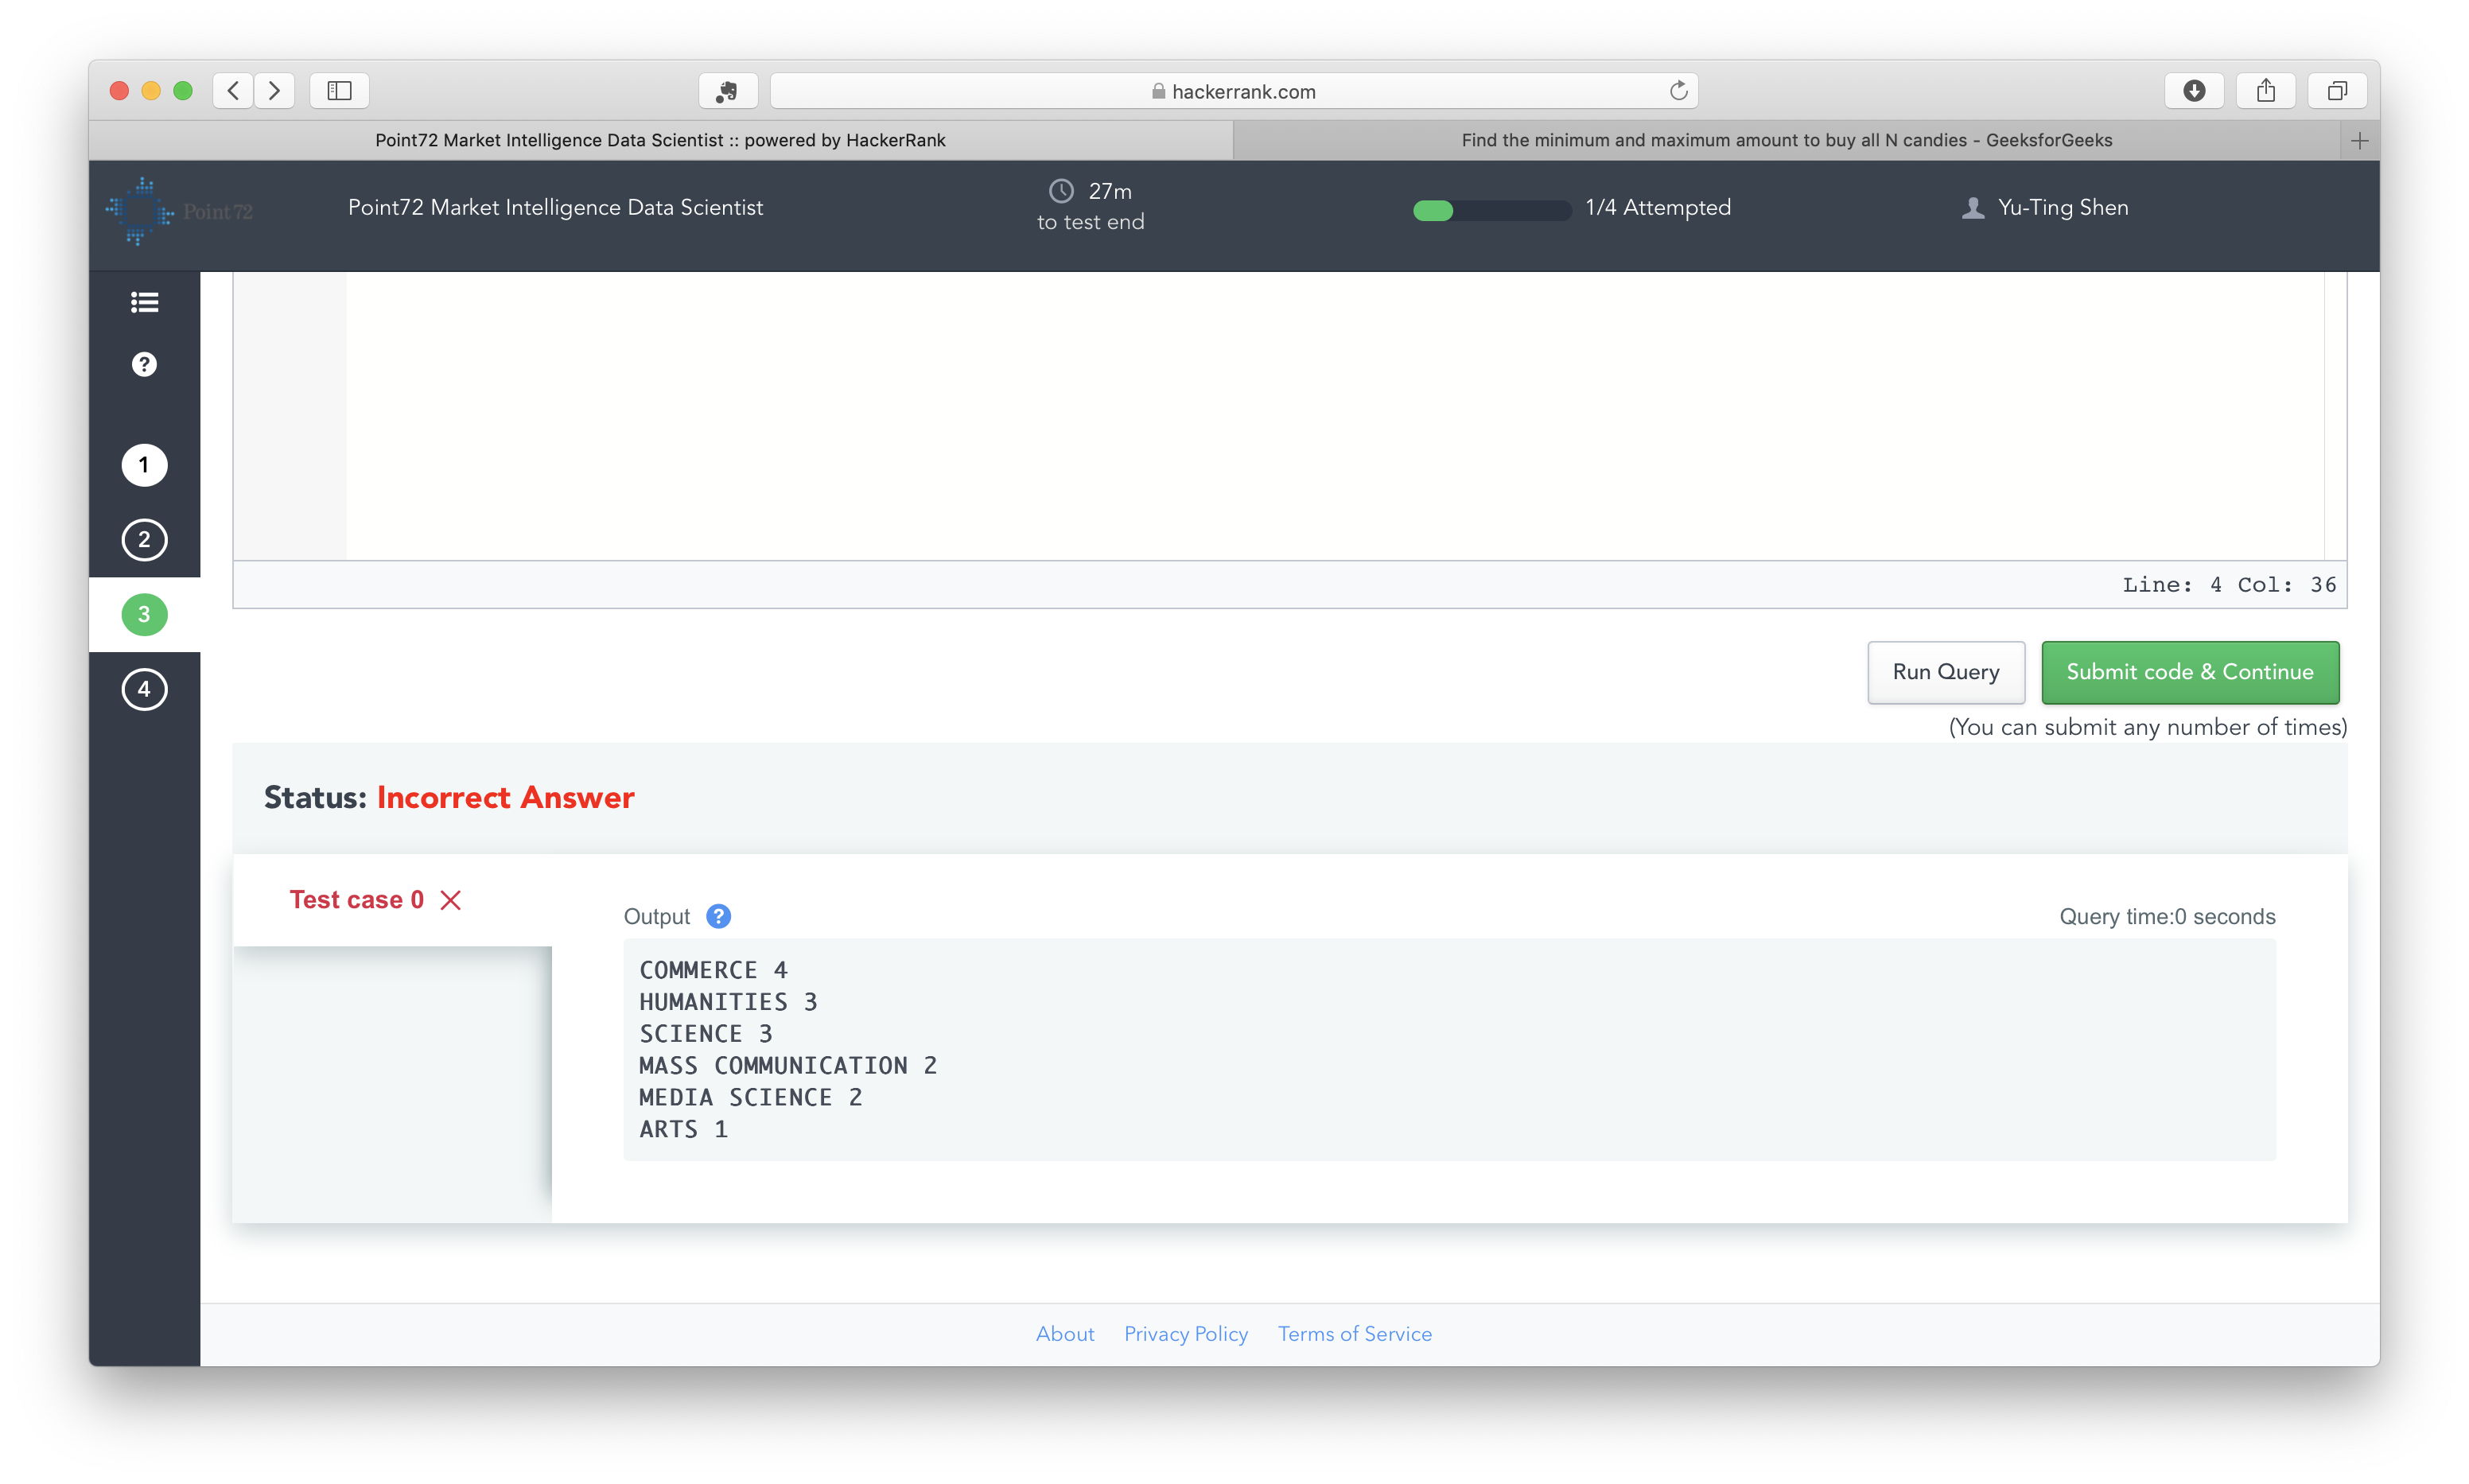 hackerrank.com
Point72 Market Intelligence Data Scientist :: powered by HackerRank
Find the minimum and maximum amount to buy all N candies - GeeksforGeeks
Point72
Point72 Market Intelligence Data Scientist
27m
to test end
1/4 Attempted
Yu-Ting Shen
?
1
2
3
4
Line: 4 Col: 36
Run Query
Submit code & Continue
(You can submit any number of times)
Status: Incorrect Answer
Test case 0
Output ?
Query time:0 seconds
COMMERCE 4
HUMANITIES 3
SCIENCE 3
MASS COMMUNICATION 2
MEDIA SCIENCE 2
ARTS 1
About Privacy Policy Terms of Service